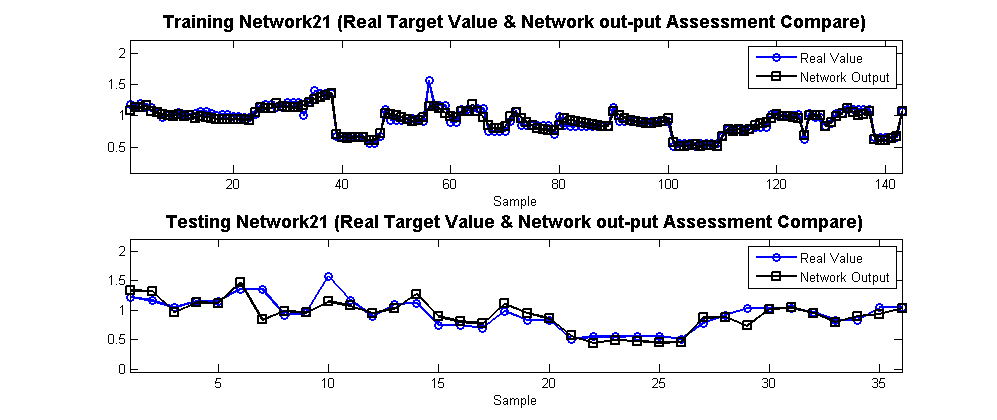 Training Network21 (Real Target Value & Network out-put Assessment Compare)
2
1.5
1
0.5
Real Value
Network Output
20 40 60 80 100 120 140
Sample
Testing Network21 (Real Target Value & Network out-put Assessment Compare)
2
1.5
1
0.5
0
Real Value
Network Output
5 10 15 20 25 30 35
Sample